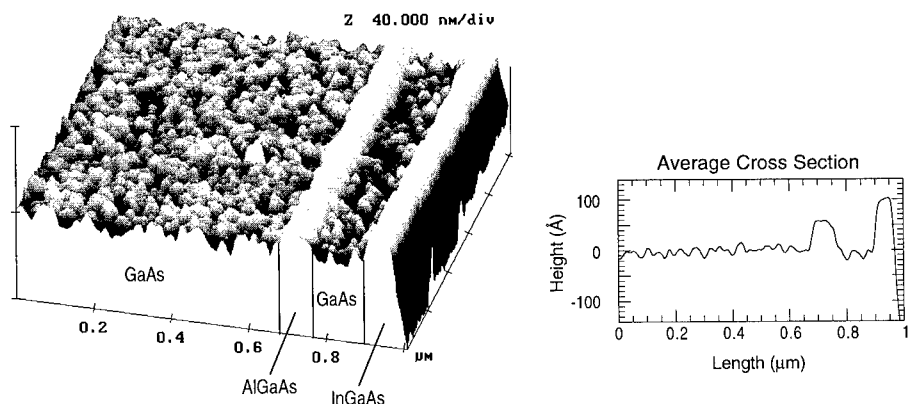 Z 40.000 nM/div
GaAs
GaAs
0.2
0.4
0.6
0.8
μM
AlGaAs
InGaAs
Average Cross Section
Height (Å)
100
0
-100
0 0.2 0.4 0.6 0.8 1
Length (μm)